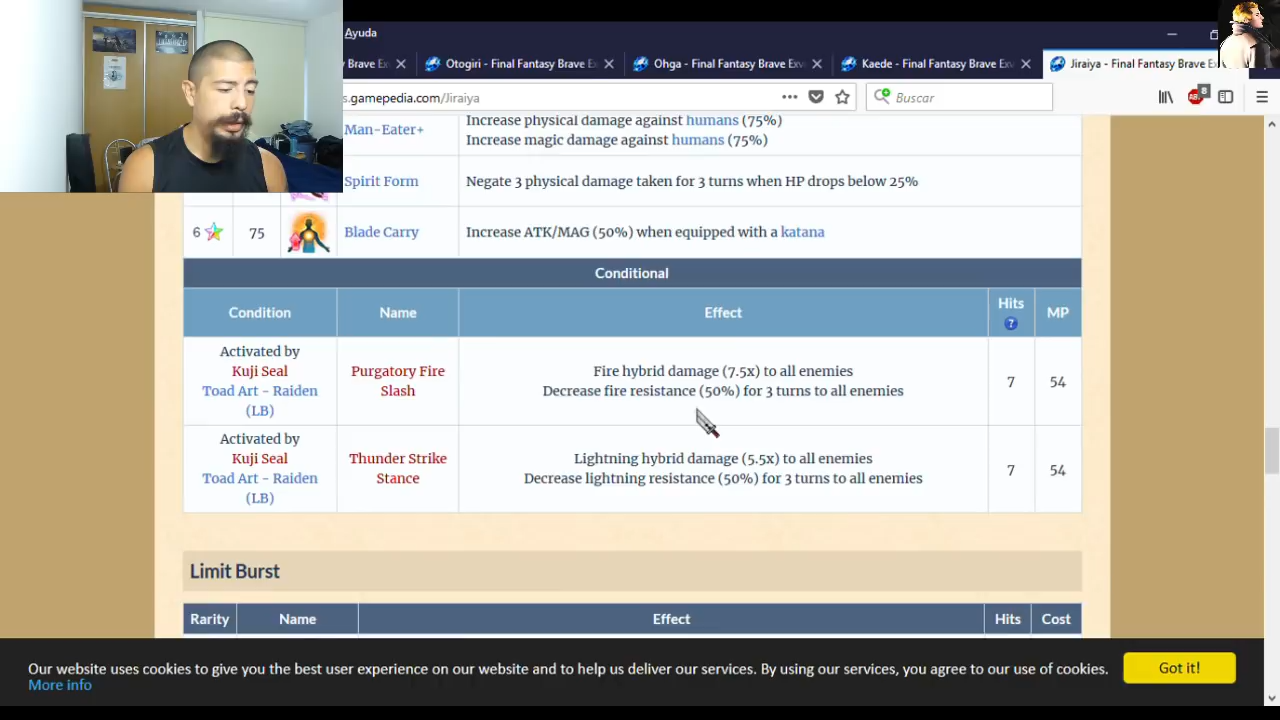 Ayuda
y Brave Ex
Otogiri - Final Fantasy Brave Ex
Ohga - Final Fantasy Brave Exv
Kaede - Final Fantasy Brave Ex
Jiraiya - Final Fantasy Brave Ex
s.gamepedia.com/Jiraiya
Buscar
8
Man-Eater+
Increase physical damage against humans (75%)
Increase magic damage against humans (75%)
Spirit Form
Negate 3 physical damage taken for 3 turns when HP drops below 25%
6
75
Blade Carry
Increase ATK/MAG (50%) when equipped with a katana
Conditional
Condition
Name
Effect
Hits
?
MP
Activated by
Kuji Seal
Toad Art - Raiden
(LB)
Purgatory Fire
Slash
Fire hybrid damage (7.5x) to all enemies
Decrease fire resistance (50%) for 3 turns to all enemies
7
54
Activated by
Kuji Seal
Toad Art - Raiden
(LB)
Thunder Strike
Stance
Lightning hybrid damage (5.5x) to all enemies
Decrease lightning resistance (50%) for 3 turns to all enemies
7
54
Limit Burst
Rarity
Name
Effect
Hits
Cost
Our website uses cookies to give you the best user experience on our website and to help us deliver our services. By using our services, you agree to our use of cookies.
More info
Got it!